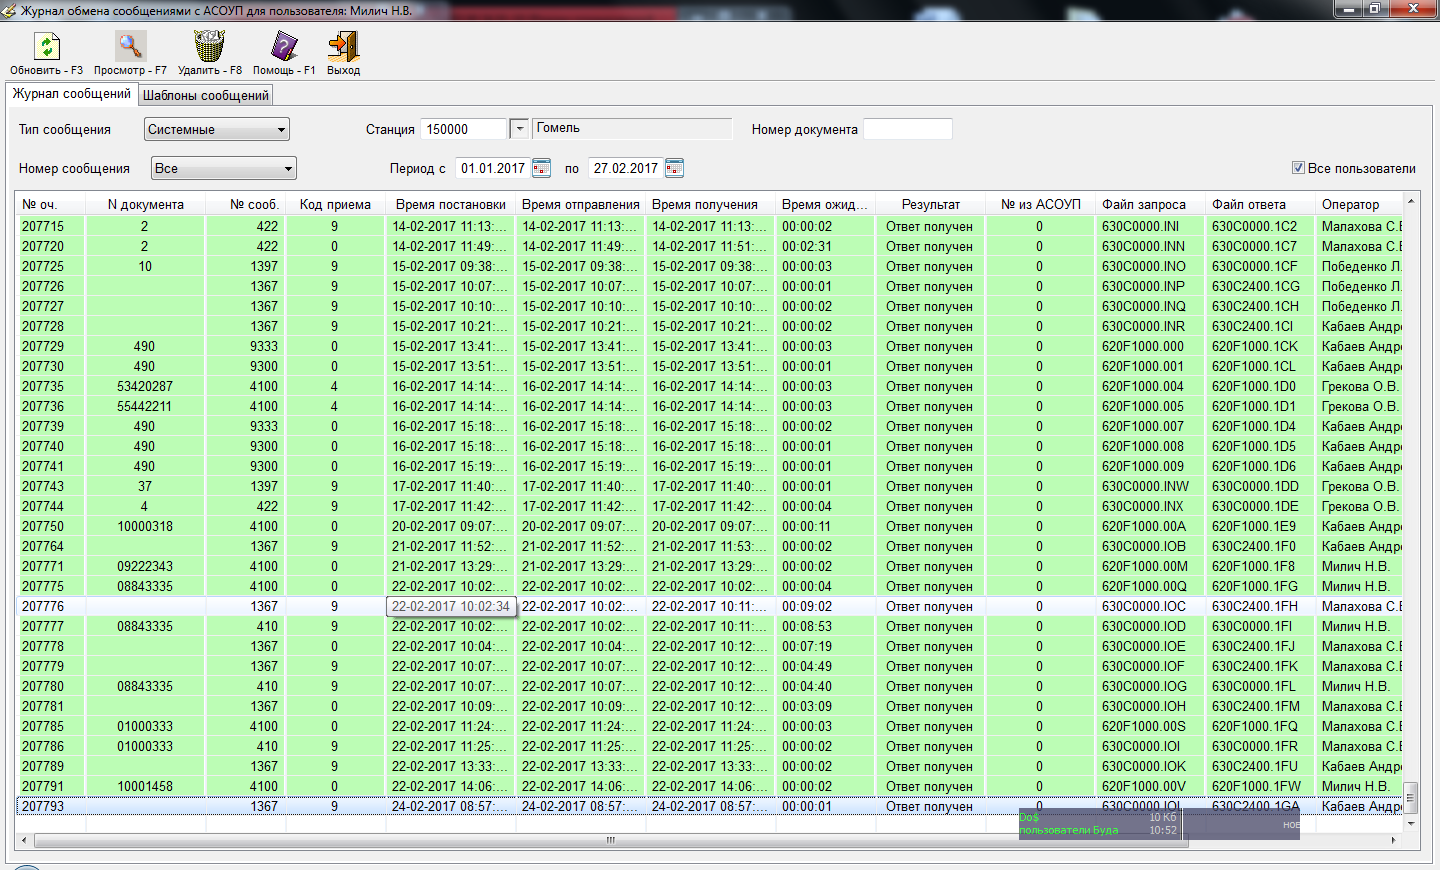 Журнал обмена сообщениями с АСОУП для пользователя: Милич Н.В.
Обновить - F3 Просмотр - F7 Удалить - F8 Помощь - F1 Выход
Журнал сообщений Шаблоны сообщений
Тип сообщения Системные Станция 150000 Гомель Номер документа
Номер сообщения Все Период с 01.01.2017 по 27.02.2017 Все пользователи
№ оч. N документа № сооб. Код приема Время постановки Время отправления Время получения Время ожид... Результат № из АСОУП Файл запроса Файл ответа Оператор
207715 2 422 9 14-02-2017 11:13:... 14-02-2017 11:13:... 14-02-2017 11:13:... 00:00:02 Ответ получен 0 630C0000.INI 630C0000.1C2 Малахова С.Е
207720 2 422 0 14-02-2017 11:49:... 14-02-2017 11:49:... 14-02-2017 11:51:... 00:02:31 Ответ получен 0 630C0000.INN 630C0000.1C7 Малахова С.Е
207725 10 1397 9 15-02-2017 09:38:... 15-02-2017 09:38:... 15-02-2017 09:38:... 00:00:03 Ответ получен 0 630C0000.INO 630C0000.1CF Победенко Л.
207726 1367 9 15-02-2017 10:07:... 15-02-2017 10:07:... 15-02-2017 10:07:... 00:00:01 Ответ получен 0 630C0000.INP 630C2400.1CG Победенко Л.
207727 1367 9 15-02-2017 10:10:... 15-02-2017 10:10:... 15-02-2017 10:10:... 00:00:02 Ответ получен 0 630C0000.INQ 630C2400.1CH Победенко Л.
207728 1367 9 15-02-2017 10:21:... 15-02-2017 10:21:... 15-02-2017 10:21:... 00:00:02 Ответ получен 0 630C0000.INR 630C2400.1CI Кабаев Андре
207729 490 9333 0 15-02-2017 13:41:... 15-02-2017 13:41:... 15-02-2017 13:41:... 00:00:03 Ответ получен 0 620F1000.000 620F1000.1CK Кабаев Андре
207730 490 9300 0 15-02-2017 13:51:... 15-02-2017 13:51:... 15-02-2017 13:51:... 00:00:01 Ответ получен 0 620F1000.001 620F1000.1CL Кабаев Андре
207735 53420287 4100 4 16-02-2017 14:14:... 16-02-2017 14:14:... 16-02-2017 14:14:... 00:00:03 Ответ получен 0 620F1000.004 620F1000.1D0 Грекова О.В.
207736 55442211 4100 4 16-02-2017 14:14:... 16-02-2017 14:14:... 16-02-2017 14:14:... 00:00:03 Ответ получен 0 620F1000.005 620F1000.1D1 Грекова О.В.
207739 490 9333 0 16-02-2017 15:18:... 16-02-2017 15:18:... 16-02-2017 15:18:... 00:00:02 Ответ получен 0 620F1000.007 620F1000.1D4 Кабаев Андре
207740 490 9300 0 16-02-2017 15:18:... 16-02-2017 15:18:... 16-02-2017 15:18:... 00:00:01 Ответ получен 0 620F1000.008 620F1000.1D5 Кабаев Андре
207741 490 9300 0 16-02-2017 15:19:... 16-02-2017 15:19:... 16-02-2017 15:19:... 00:00:01 Ответ получен 0 620F1000.009 620F1000.1D6 Кабаев Андре
207743 37 1397 9 17-02-2017 11:40:... 17-02-2017 11:40:... 17-02-2017 11:40:... 00:00:01 Ответ получен 0 630C0000.INW 630C0000.1DD Грекова О.В.
207744 4 422 9 17-02-2017 11:42:... 17-02-2017 11:42:... 17-02-2017 11:42:... 00:00:04 Ответ получен 0 630C0000.INX 630C0000.1DE Грекова О.В.
207750 10000318 4100 0 20-02-2017 09:07:... 20-02-2017 09:07:... 20-02-2017 09:07:... 00:00:11 Ответ получен 0 620F1000.00A 620F1000.1E9 Кабаев Андре
207764 1367 9 21-02-2017 11:52:... 21-02-2017 11:52:... 21-02-2017 11:53:... 00:00:02 Ответ получен 0 630C0000.IOB 630C2400.1F0 Кабаев Андре
207771 09222343 4100 0 21-02-2017 13:29:... 21-02-2017 13:29:... 21-02-2017 13:29:... 00:00:02 Ответ получен 0 620F1000.00M 620F1000.1F8 Милич Н.В.
207775 08843335 4100 0 22-02-2017 10:02:... 22-02-2017 10:02:... 22-02-2017 10:02:... 00:00:04 Ответ получен 0 620F1000.00Q 620F1000.1FG Милич Н.В.
207776 1367 9 22-02-2017 10:02:34 22-02-2017 10:02:... 22-02-2017 10:11:... 00:09:02 Ответ получен 0 630C0000.IOC 630C2400.1FH Малахова С.Е
207777 08843335 410 9 22-02-2017 10:02:... 22-02-2017 10:02:... 22-02-2017 10:11:... 00:08:53 Ответ получен 0 630C0000.IOD 630C0000.1FI Милич Н.В.
207778 1367 0 22-02-2017 10:04:... 22-02-2017 10:04:... 22-02-2017 10:12:... 00:07:19 Ответ получен 0 630C0000.IOE 630C2400.1FJ Малахова С.Е
207779 1367 9 22-02-2017 10:07:... 22-02-2017 10:07:... 22-02-2017 10:12:... 00:04:49 Ответ получен 0 630C0000.IOF 630C2400.1FK Малахова С.Е
207780 08843335 410 9 22-02-2017 10:07:... 22-02-2017 10:07:... 22-02-2017 10:12:... 00:04:40 Ответ получен 0 630C0000.IOG 630C0000.1FL Милич Н.В.
207781 1367 0 22-02-2017 10:09:... 22-02-2017 10:09:... 22-02-2017 10:12:... 00:03:09 Ответ получен 0 630C0000.IOH 630C2400.1FM Малахова С.Е
207785 01000333 4100 0 22-02-2017 11:24:... 22-02-2017 11:24:... 22-02-2017 11:24:... 00:00:03 Ответ получен 0 620F1000.00S 620F1000.1FQ Малахова С.Е
207786 01000333 410 9 22-02-2017 11:25:... 22-02-2017 11:25:... 22-02-2017 11:25:... 00:00:02 Ответ получен 0 630C0000.IOI 630C0000.1FR Малахова С.Е
207789 1367 9 22-02-2017 13:33:... 22-02-2017 13:33:... 22-02-2017 13:33:... 00:00:02 Ответ получен 0 630C0000.IOK 630C2400.1FU Кабаев Андре
207791 10001458 4100 0 22-02-2017 14:06:... 22-02-2017 14:06:... 22-02-2017 14:06:... 00:00:02 Ответ получен 0 620F1000.00V 620F1000.1FW Милич Н.В.
207793 1367 9 24-02-2017 08:57:... 24-02-2017 08:57:... 24-02-2017 08:57:... 00:00:01 Ответ получен 0 630C0000.IOL 630C2400.1GA Кабаев Андре
Do$ 10 Кб нов
пользователи Буда 10:52